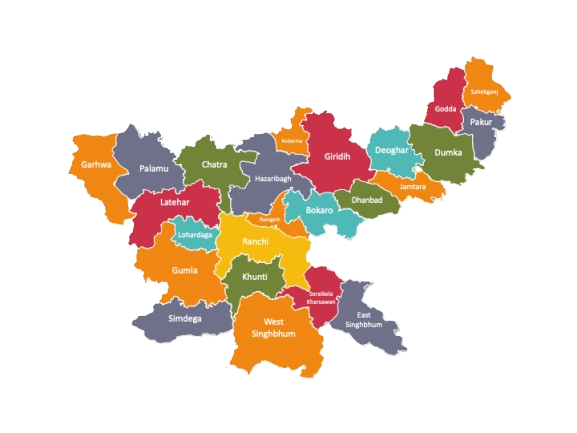 Sahebganj
Godda
Pakur
Koderma
Giridih
Deoghar
Dumka
Garhwa
Palamu
Chatra
Hazaribagh
Jamtara
Latehar
Dhanbad
Bokaro
Ramgarh
Lohardaga
Ranchi
Gumla
Khunti
Seraikela
Kharsawan
Simdega
West
Singhbhum
East
Singhbhum